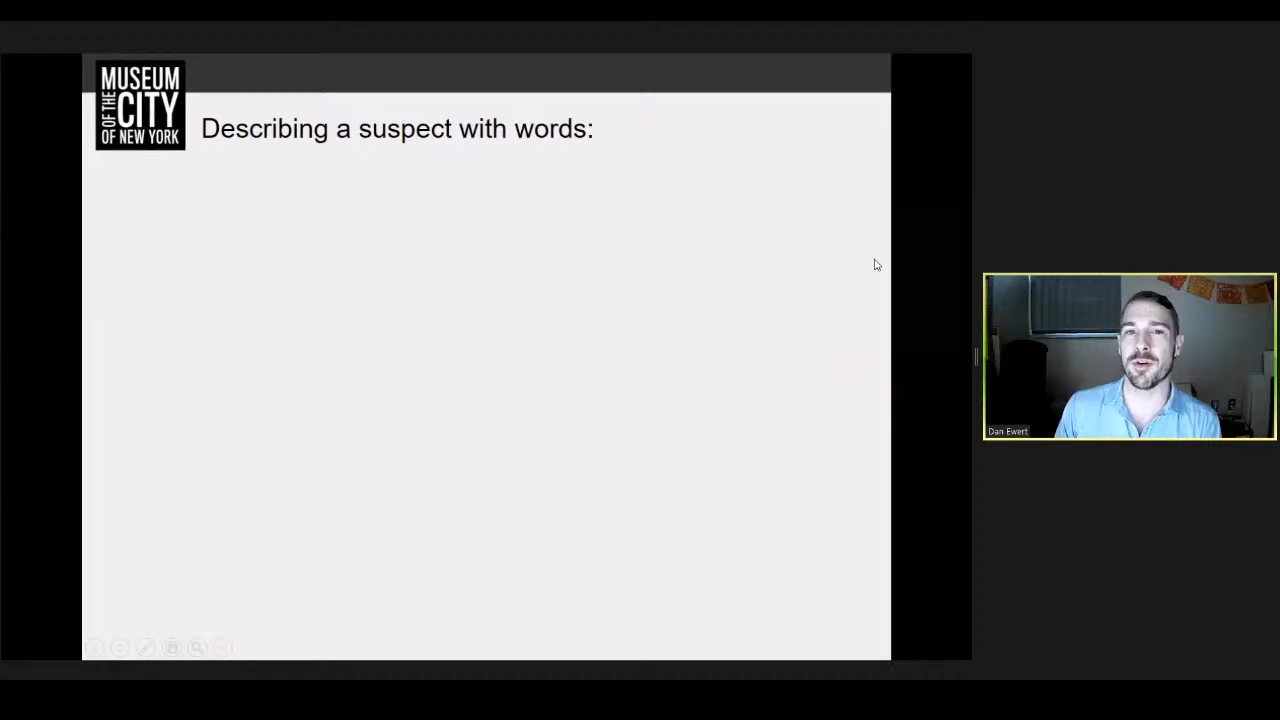 MUSEUM
OF THE
CITY
OF NEW YORK
Describing a suspect with words:
Dan Ewert